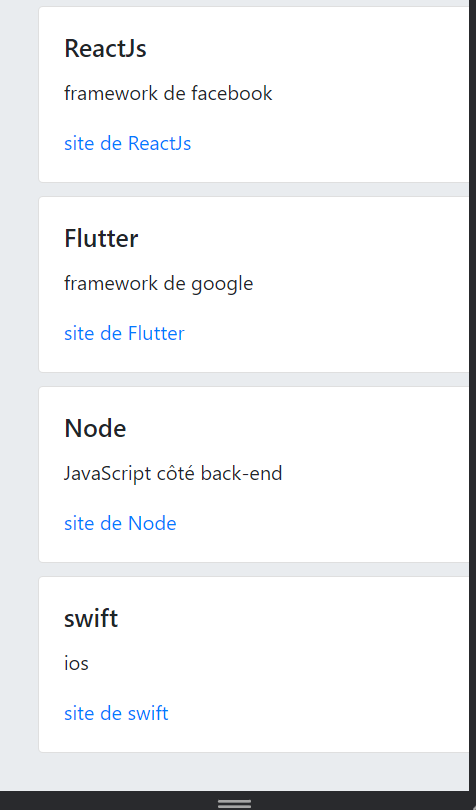 ReactJs
framework de facebook
site de ReactJs
Flutter
framework de google
site de Flutter
Node
JavaScript côté back-end
site de Node
swift
ios
site de swift